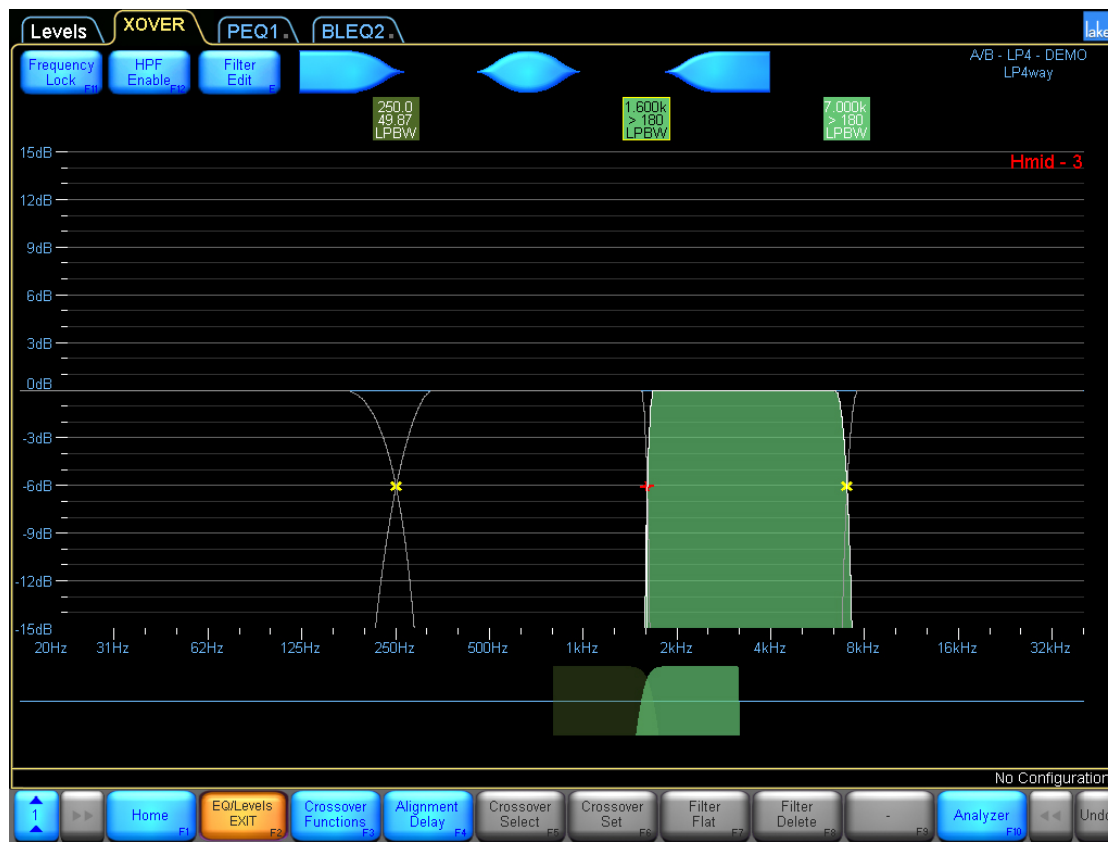 Levels XOVER PEQ1 BLEQ2 lake
Frequency Lock F11
HPF Enable F12
Filter Edit F
A/B - LP4 - DEMO
LP4way
250.0
49.87
LPBW
1.600k
> 180
LPBW
7.000k
> 180
LPBW
15dB
Hmid - 3
12dB
9dB
6dB
3dB
0dB
-3dB
-6dB
-9dB
-12dB
-15dB
20Hz 31Hz 62Hz 125Hz 250Hz 500Hz 1kHz 2kHz 4kHz 8kHz 16kHz 32kHz
No Configuration
1
Home F1
EQ/Levels EXIT F2
Crossover Functions F3
Alignment Delay F4
Crossover Select F5
Crossover Set F6
Filter Flat F7
Filter Delete F8
- F9
Analyzer F10
Undo